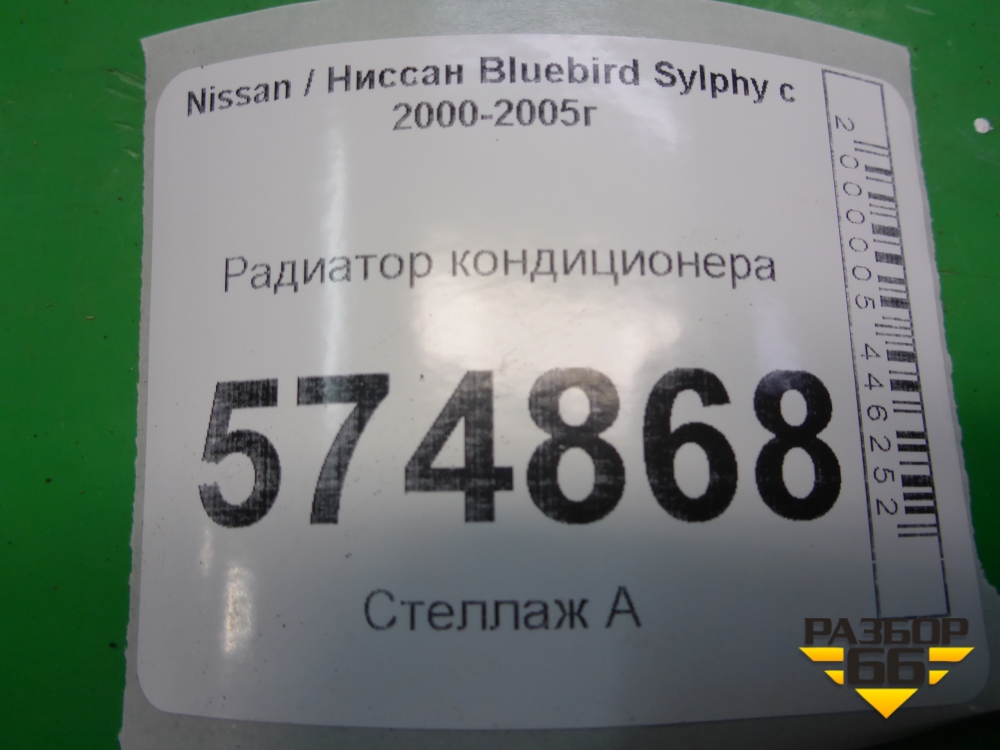 Nissan / Ниссан Bluebird Sylphy с
2000-2005г
Радиатор кондиционера
574868
Стеллаж А
2000005446252
РАЗБОР
66